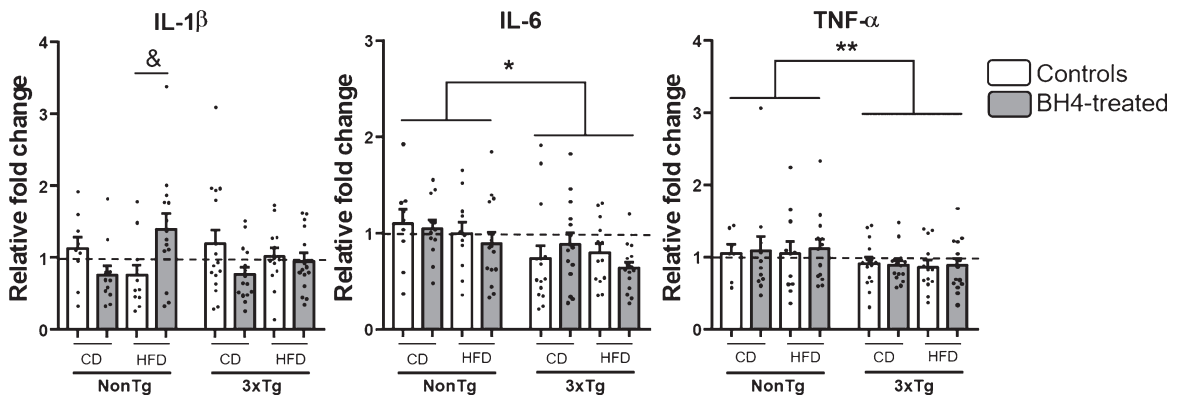 IL-1β
IL-6
TNF-α
Relative fold change
4
3
2
1
0
&
CD
HFD
CD
HFD
NonTg
3xTg
Relative fold change
3
2
1
0
*
CD
HFD
CD
HFD
NonTg
3xTg
Relative fold change
4
3
2
1
0
**
CD
HFD
CD
HFD
NonTg
3xTg
Controls
BH4-treated